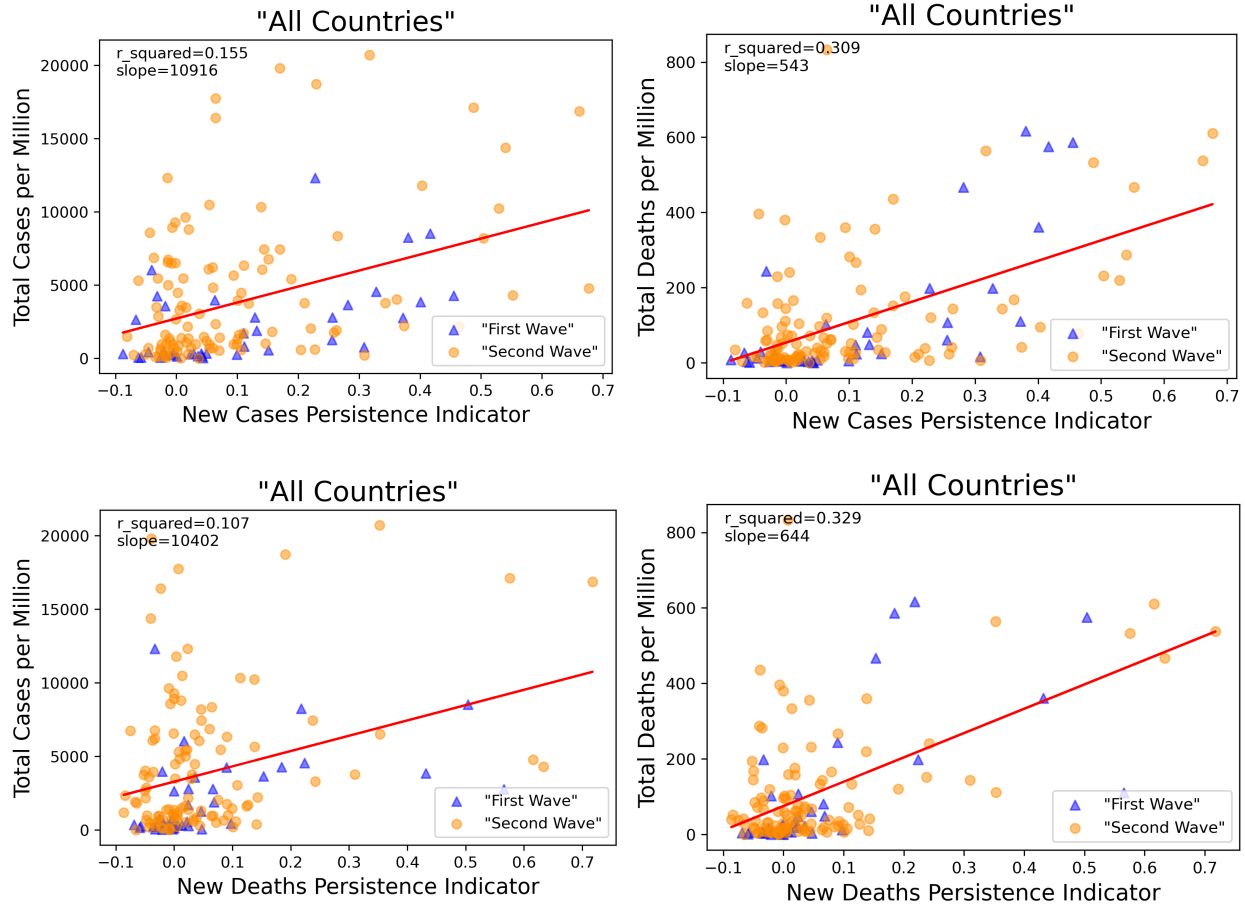 "All Countries"
r_squared=0.155
slope=10916
20000
15000
10000
5000
0
Total Cases per Million
−0.1 0.0 0.1 0.2 0.3 0.4 0.5 0.6 0.7
New Cases Persistence Indicator
"First Wave"
"Second Wave"
"All Countries"
r_squared=0.309
slope=543
800
600
400
200
0
Total Deaths per Million
−0.1 0.0 0.1 0.2 0.3 0.4 0.5 0.6 0.7
New Cases Persistence Indicator
"First Wave"
"Second Wave"
"All Countries"
r_squared=0.107
slope=10402
20000
15000
10000
5000
0
Total Cases per Million
−0.1 0.0 0.1 0.2 0.3 0.4 0.5 0.6 0.7
New Deaths Persistence Indicator
"First Wave"
"Second Wave"
"All Countries"
r_squared=0.329
slope=644
800
600
400
200
0
Total Deaths per Million
−0.1 0.0 0.1 0.2 0.3 0.4 0.5 0.6 0.7
New Deaths Persistence Indicator
"First Wave"
"Second Wave"